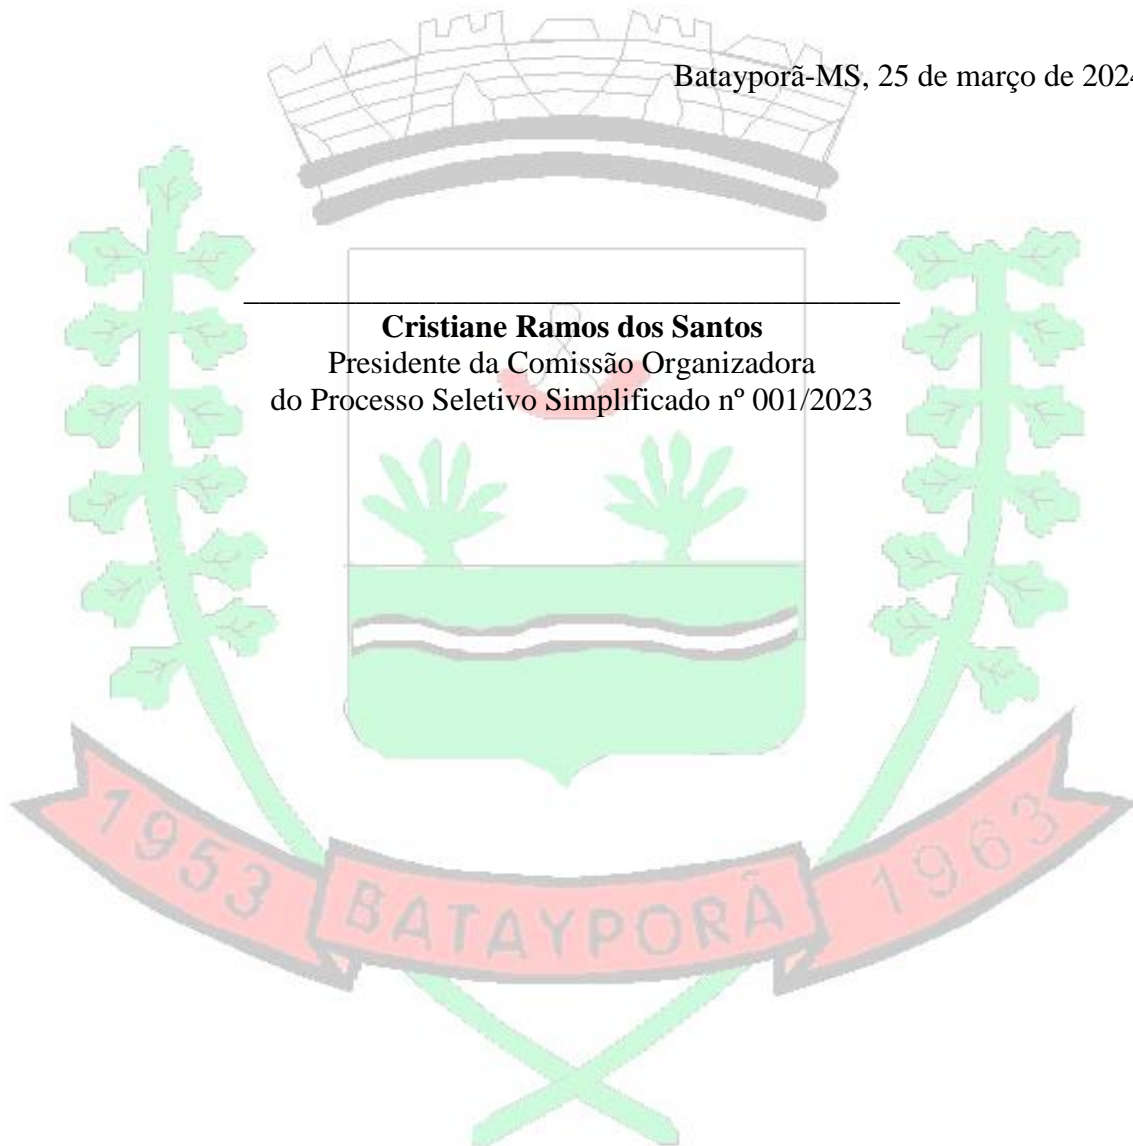 Batayporã-MS, 25 de março de 2024
Cristiane Ramos dos Santos
Presidente da Comissão Organizadora
do Processo Seletivo Simplificado nº 001/2023
1953 BATAYPORÃ 1963